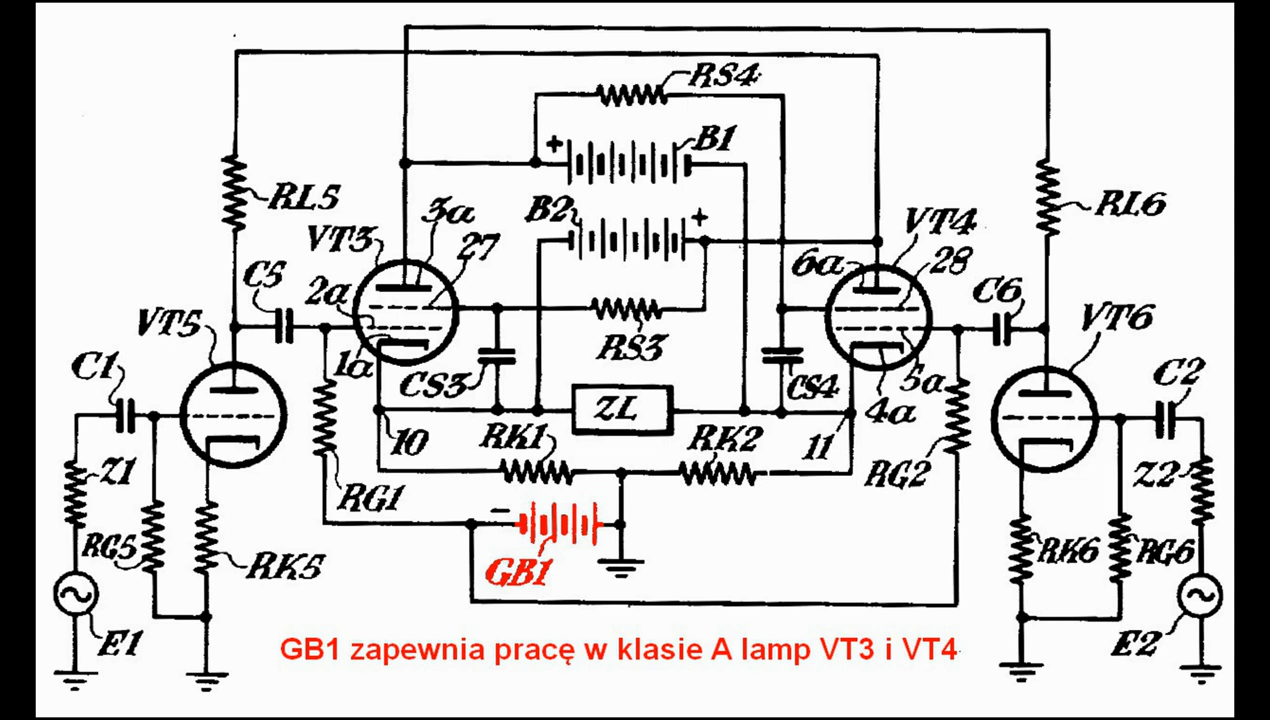 RS4
+ B1
RL5
B2 +
RL6
3a
VT3
27
VT4
6a
28
C5
2a
C6
VT5
1a
RS3
VT6
C1
CS3
ZL
CS4
5a
4a
C2
10
RK1
RK2
11
Z1
RG1
RG2
Z2
RG5
RK5
−
GB1
RK6
RG6
E1
E2
GB1 zapewnia pracę w klasie A lamp VT3 i VT4